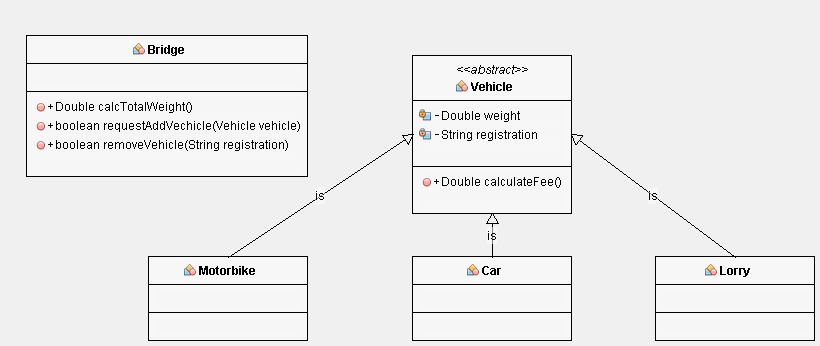 Bridge
+Double calcTotalWeight()
+boolean requestAddVechicle(Vehicle vehicle)
+boolean removeVehicle(String registration)
<<abstract>>
Vehicle
-Double weight
-String registration
+Double calculateFee()
is
is
is
Motorbike
Car
Lorry